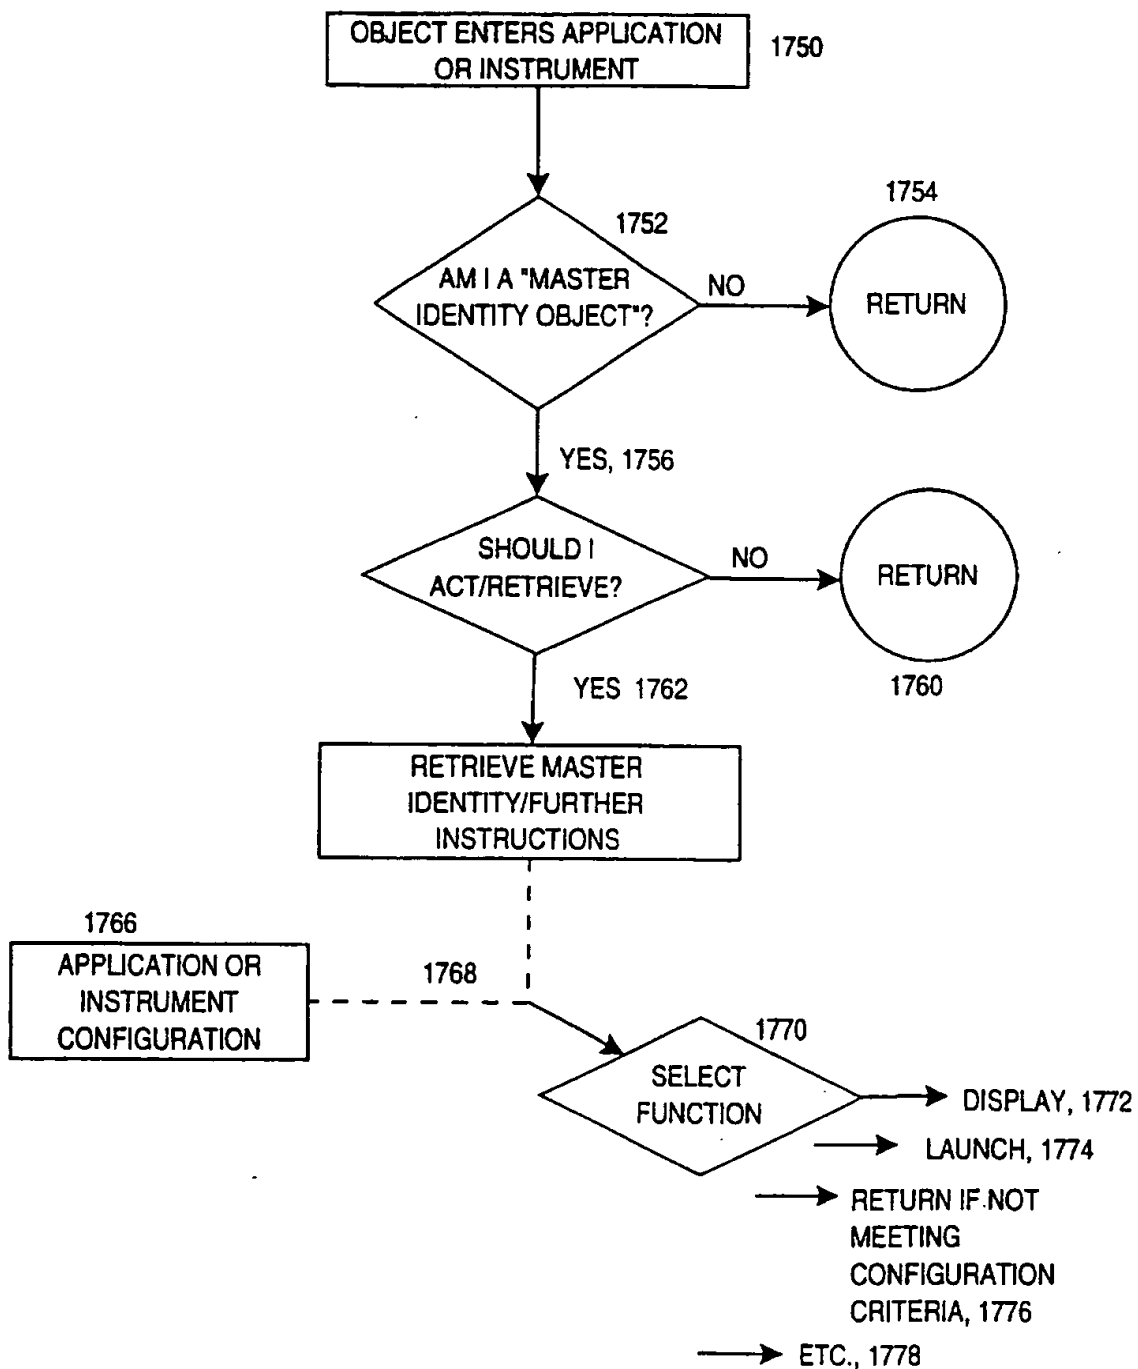 OBJECT ENTERS APPLICATION
OR INSTRUMENT
1750
1752
AM I A "MASTER
IDENTITY OBJECT"?
NO
1754
RETURN
YES, 1756
SHOULD I
ACT/RETRIEVE?
NO
RETURN
1760
YES 1762
RETRIEVE MASTER
IDENTITY/FURTHER
INSTRUCTIONS
1766
APPLICATION OR
INSTRUMENT
CONFIGURATION
1768
1770
SELECT
FUNCTION
DISPLAY, 1772
LAUNCH, 1774
RETURN IF NOT
MEETING
CONFIGURATION
CRITERIA, 1776
ETC., 1778